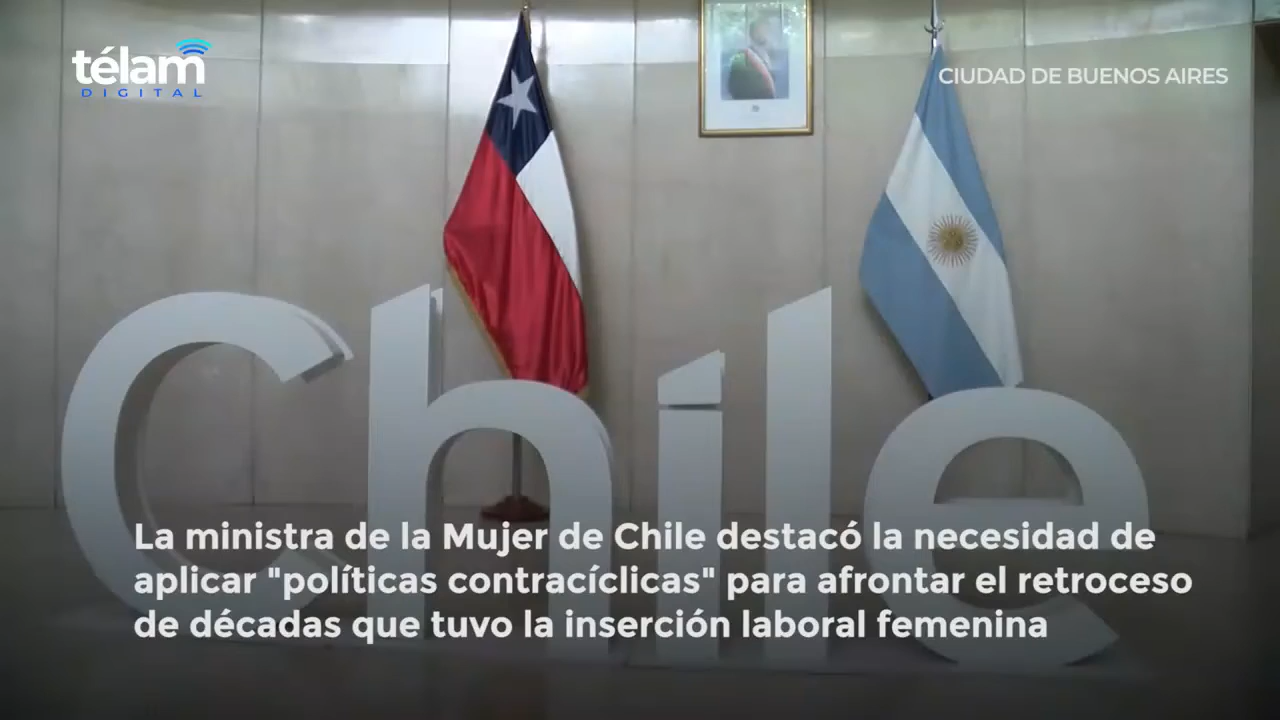 télam
DIGITAL
CIUDAD DE BUENOS AIRES
Chile
La ministra de la Mujer de Chile destacó la necesidad de
aplicar "políticas contracíclicas" para afrontar el retroceso
de décadas que tuvo la inserción laboral femenina